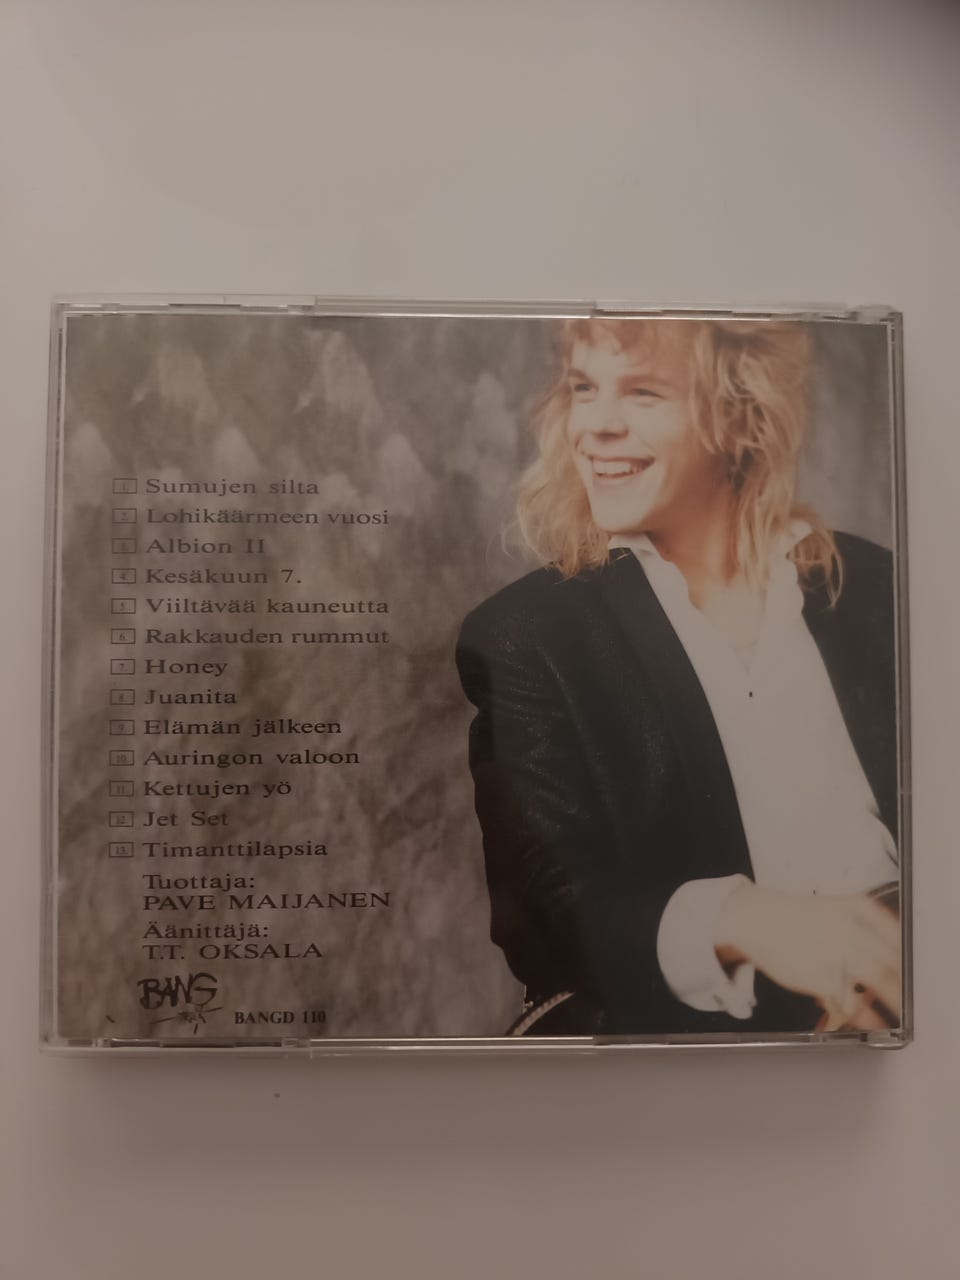 1. Sumujen silta
2. Lohikäärmeen vuosi
3. Albion II
4. Kesäkuun 7.
5. Viiltävää kauneutta
6. Rakkauden rummut
7. Honey
8. Juanita
9. Elämän jälkeen
10. Auringon valoon
11. Kettujen yö
12. Jet Set
13. Timanttilapsia
Tuottaja:
PAVE MAIJANEN
Äänittäjä:
T.T. OKSALA
BANG
BANGD 110